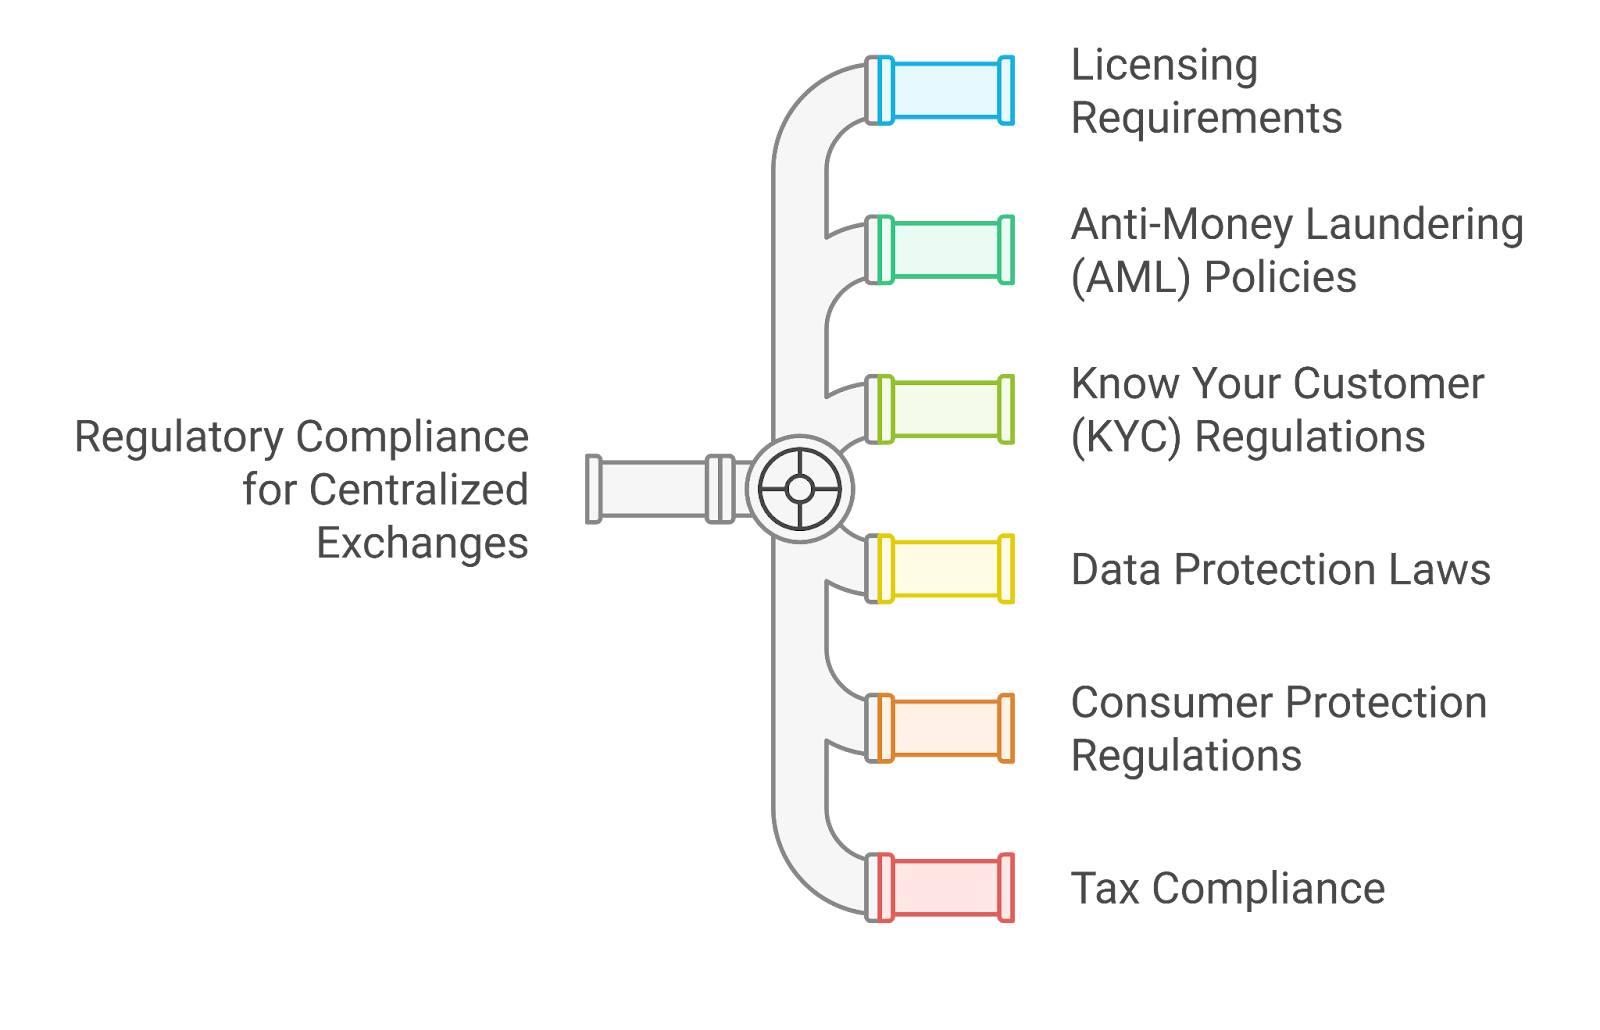 Regulatory Compliance
for Centralized
Exchanges
Licensing
Requirements
Anti-Money Laundering
(AML) Policies
Know Your Customer
(KYC) Regulations
Data Protection Laws
Consumer Protection
Regulations
Tax Compliance